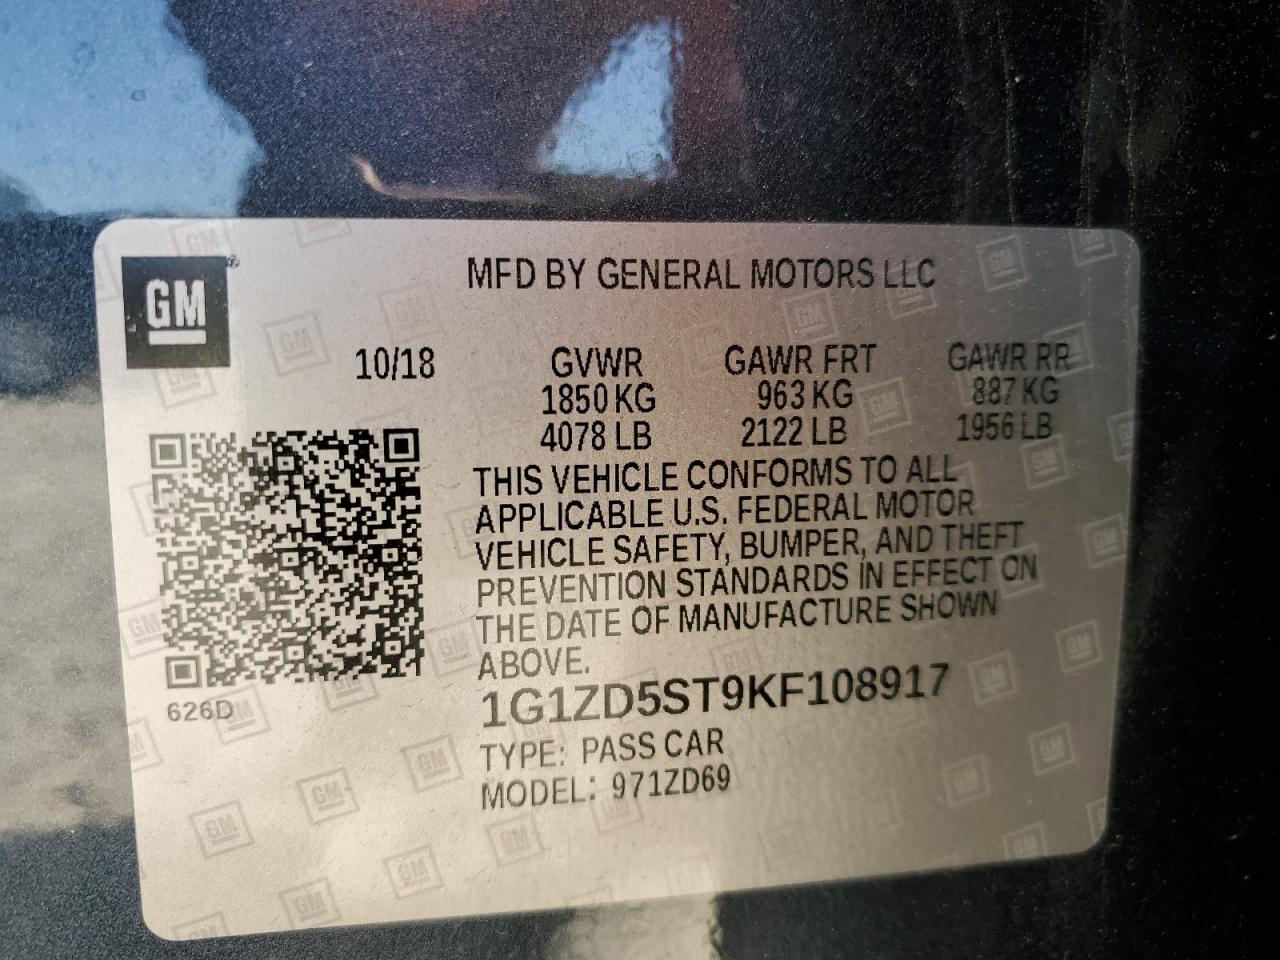 GM®
MFD BY GENERAL MOTORS LLC
10/18 GVWR GAWR FRT GAWR RR
1850 KG 963 KG 887 KG
4078 LB 2122 LB 1956 LB
THIS VEHICLE CONFORMS TO ALL
APPLICABLE U.S. FEDERAL MOTOR
VEHICLE SAFETY, BUMPER, AND THEFT
PREVENTION STANDARDS IN EFFECT ON
THE DATE OF MANUFACTURE SHOWN
ABOVE.
626D
1G1ZD5ST9KF108917
TYPE: PASS CAR
MODEL: 971ZD69